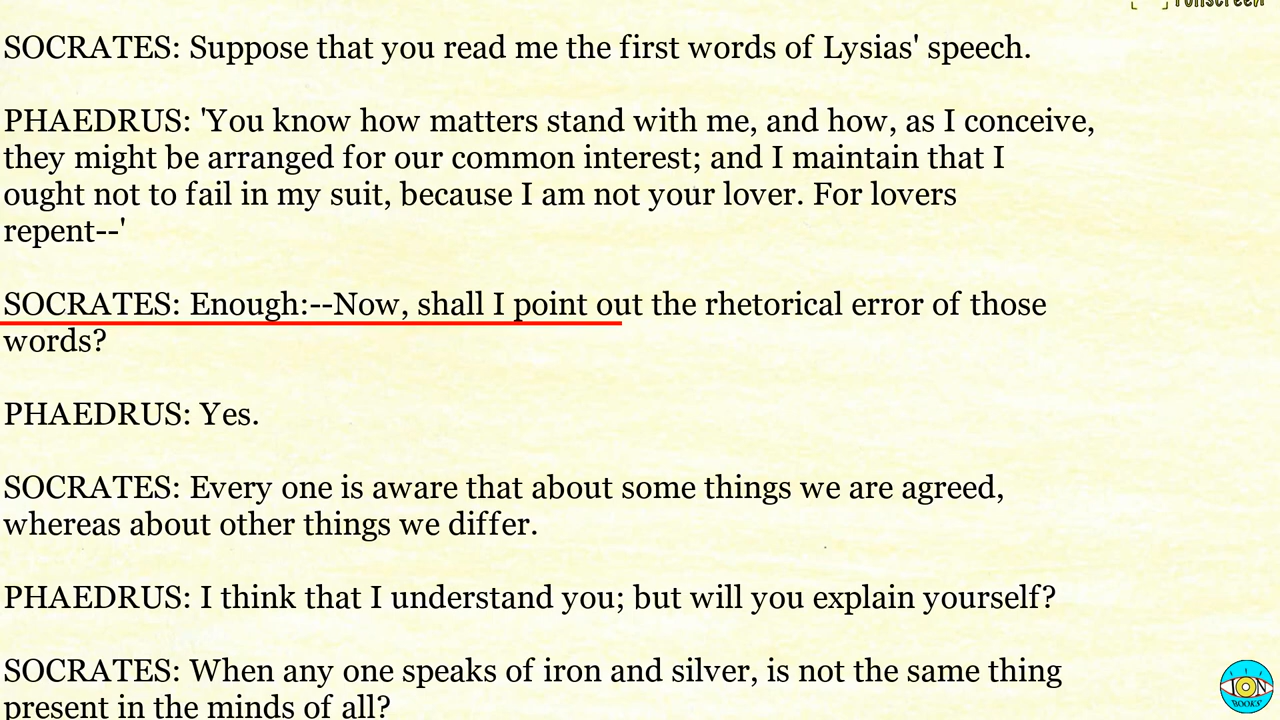 Fullscreen
SOCRATES: Suppose that you read me the first words of Lysias' speech.
PHAEDRUS: 'You know how matters stand with me, and how, as I conceive,
they might be arranged for our common interest; and I maintain that I
ought not to fail in my suit, because I am not your lover. For lovers
repent--'
SOCRATES: Enough:--Now, shall I point out the rhetorical error of those
words?
PHAEDRUS: Yes.
SOCRATES: Every one is aware that about some things we are agreed,
whereas about other things we differ.
PHAEDRUS: I think that I understand you; but will you explain yourself?
SOCRATES: When any one speaks of iron and silver, is not the same thing
present in the minds of all?
ION
BOOKS